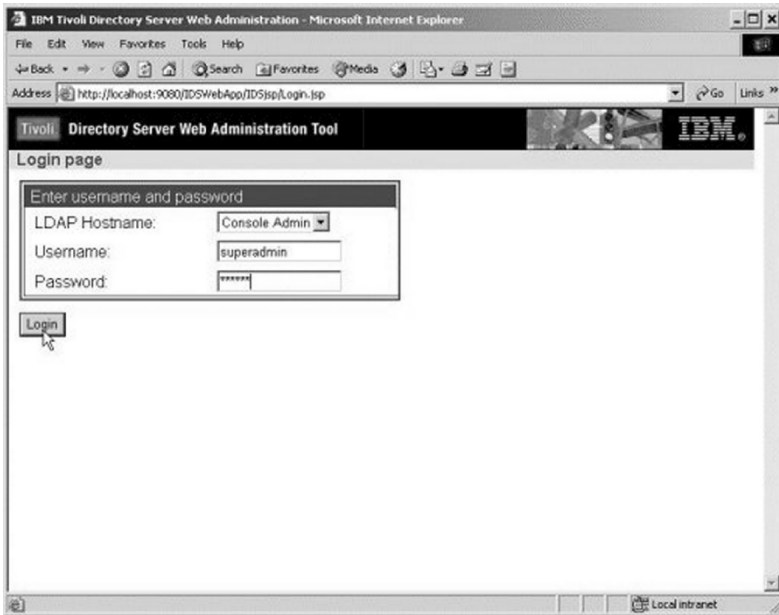 IBM Tivoli Directory Server Web Administration - Microsoft Internet Explorer
File Edit View Favorites Tools Help
Back Search Favorites Media
Address http://localhost:9080/IDSWebApp/IDSjsp/Login.jsp Go Links »
Tivoli Directory Server Web Administration Tool IBM®
Login page
Enter username and password
LDAP Hostname: Console Admin
Username: superadmin
Password: ******
Login
Local intranet